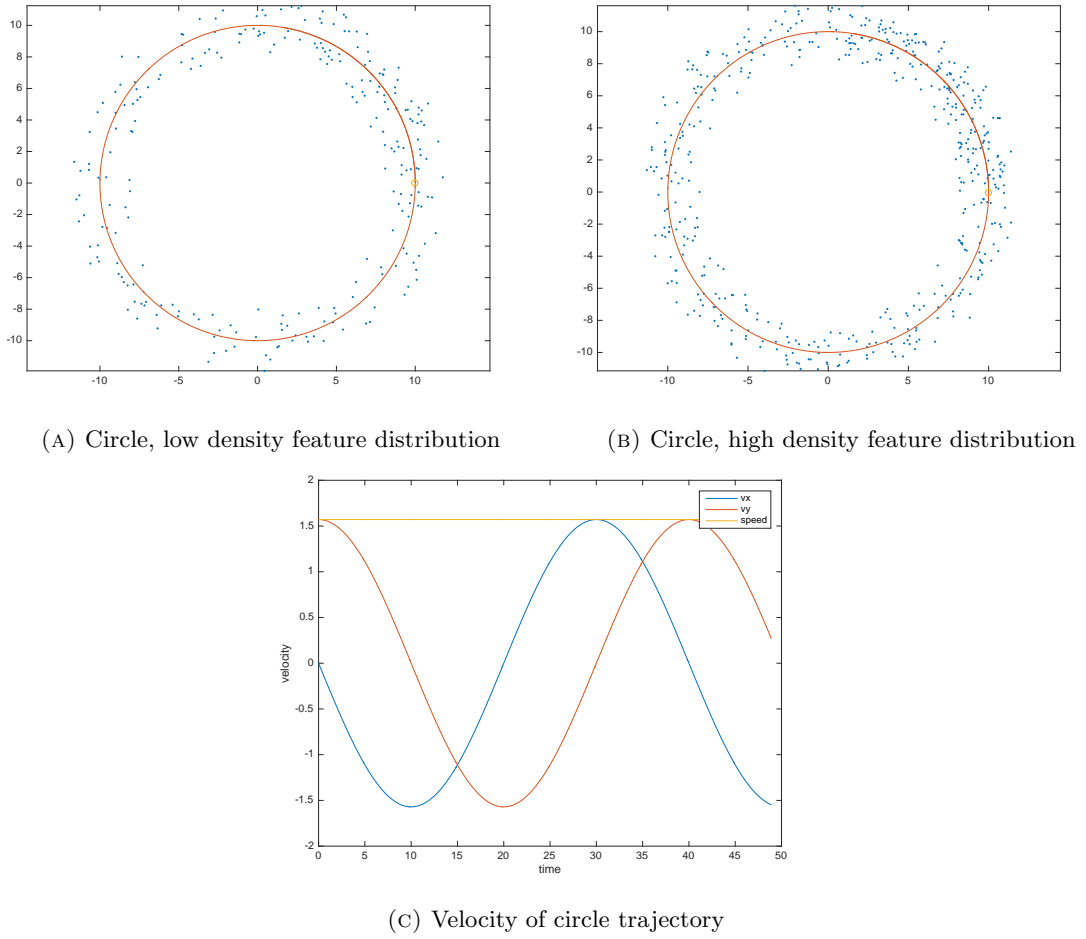 10
8
6
4
2
0
-2
-4
-6
-8
-10
-10 -5 0 5 10
10
8
6
4
2
0
-2
-4
-6
-8
-10
-10 -5 0 5 10
(A) Circle, low density feature distribution
(B) Circle, high density feature distribution
2
1.5
1
0.5
0
-0.5
-1
-1.5
-2
velocity
vx
vy
speed
0 5 10 15 20 25 30 35 40 45 50
time
(C) Velocity of circle trajectory